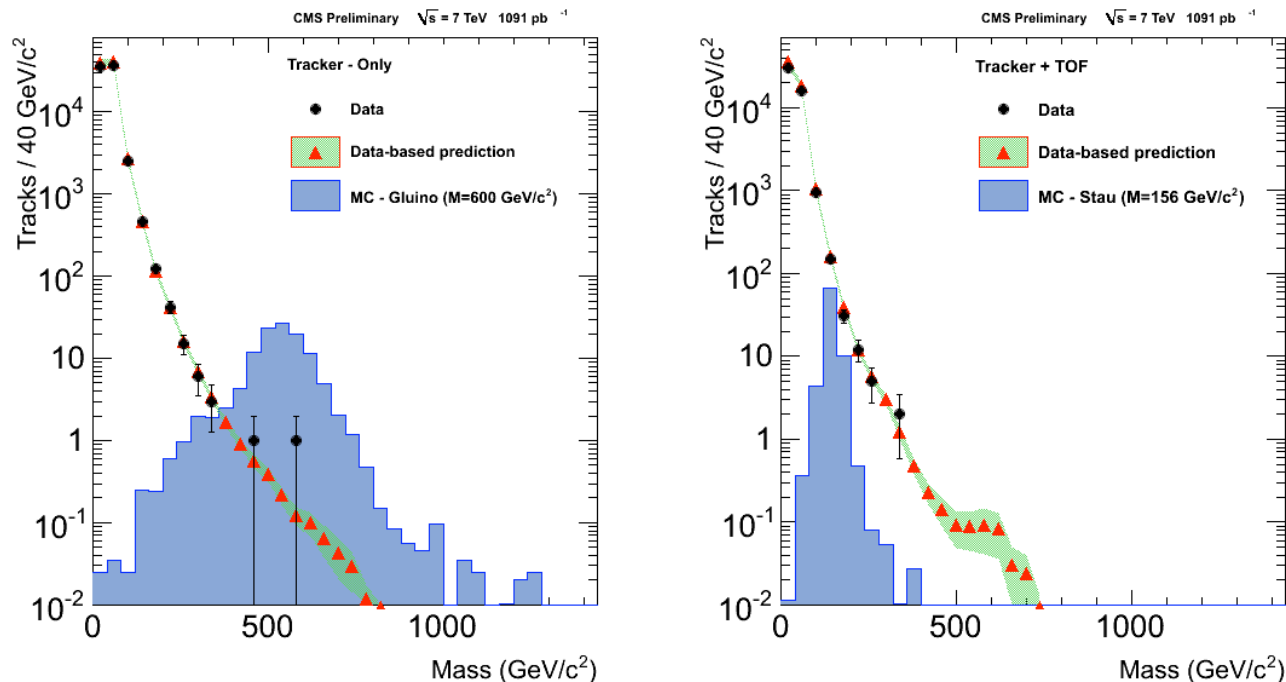 CMS Preliminary √s = 7 TeV 1091 pb⁻¹
Tracks / 40 GeV/c²
Tracker - Only
Data
Data-based prediction
MC - Gluino (M=600 GeV/c²)
10⁴
10³
10²
10
1
10⁻¹
10⁻²
0
500
1000
Mass (GeV/c²)
CMS Preliminary √s = 7 TeV 1091 pb⁻¹
Tracks / 40 GeV/c²
Tracker + TOF
Data
Data-based prediction
MC - Stau (M=156 GeV/c²)
10⁴
10³
10²
10
1
10⁻¹
10⁻²
0
500
1000
Mass (GeV/c²)